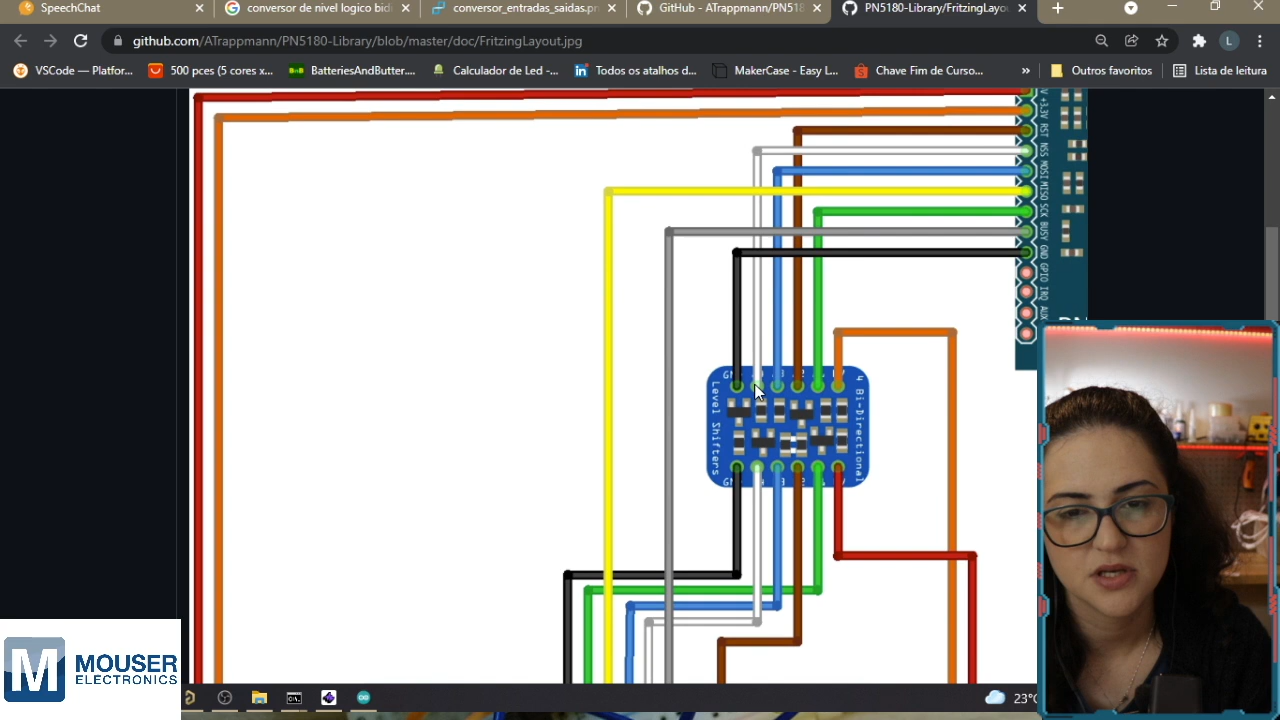 SpeechChat
conversor de nivel logico bidi
conversor_entradas_saidas.pn
GitHub - ATrappmann/PN518
PN5180-Library/FritzingLayou
github.com/ATrappmann/PN5180-Library/blob/master/doc/FritzingLayout.jpg
L
VSCode — Platfor...
500 pces (5 cores x...
BatteriesAndButter....
Calculador de Led -...
Todos os atalhos d...
MakerCase - Easy L...
Chave Fim de Curso...
»
Outros favoritos
Lista de leitura
+3.3V
RST
NSS
MOSI
MISO
SCK
BUSY
GND
GPIO
IRQ
AUX
Level Shifters
4 Bi-Directional
M
MOUSER
ELECTRONICS
23°